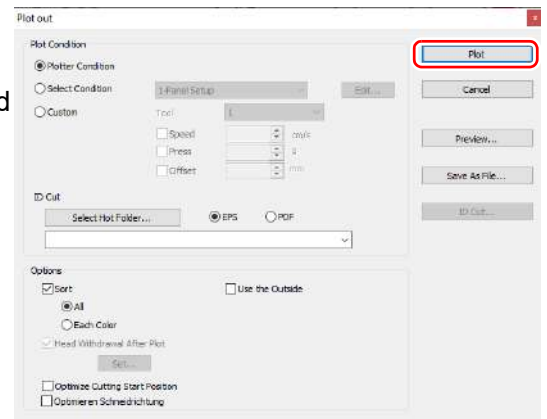 Plot out
Plot Condition
Plotter Condition
Select Condition
1-Panel Setup
Edit...
Custom
Tool
1
Speed
cm/s
Press
g
Offset
mm
ID Cut
Select Hot Folder...
EPS
PDF
Options
Sort
Use the Outside
All
Each Color
Head Withdrawal After Plot
Set...
Optimize Cutting Start Position
Optimieren Schneidrichtung
Plot
Cancel
Preview...
Save As File...
ID Cut...
d